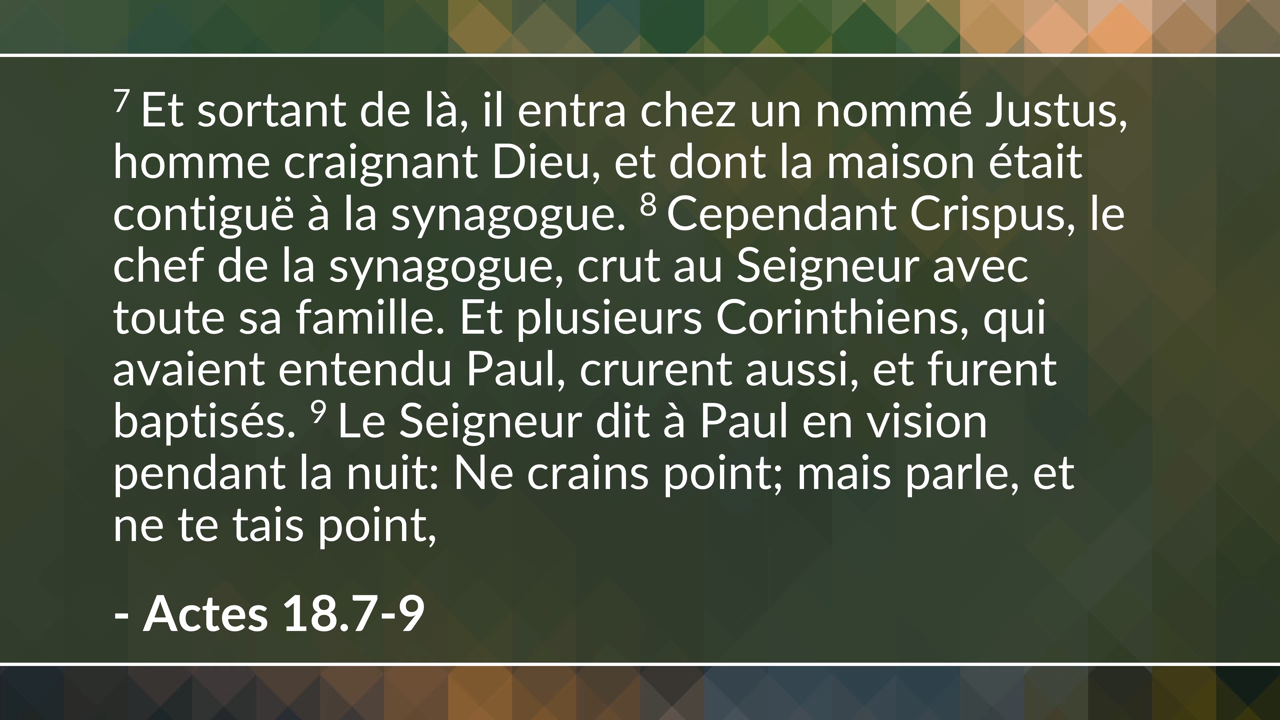 7 Et sortant de là, il entra chez un nommé Justus,
homme craignant Dieu, et dont la maison était
contiguë à la synagogue. 8 Cependant Crispus, le
chef de la synagogue, crut au Seigneur avec
toute sa famille. Et plusieurs Corinthiens, qui
avaient entendu Paul, crurent aussi, et furent
baptisés. 9 Le Seigneur dit à Paul en vision
pendant la nuit: Ne crains point; mais parle, et
ne te tais point,
- Actes 18.7-9